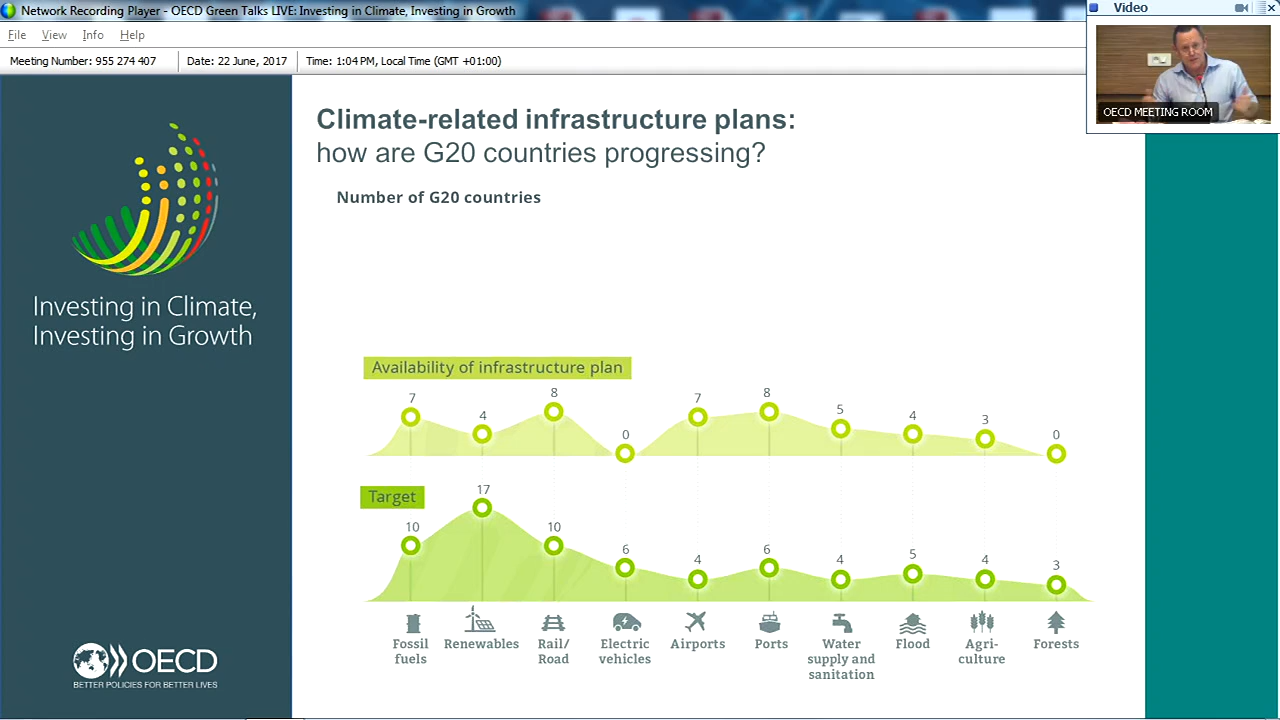 Network Recording Player - OECD Green Talks LIVE: Investing in Climate, Investing in Growth
Video
File View Info Help
Meeting Number: 955 274 407 Date: 22 June, 2017 Time: 1:04 PM, Local Time (GMT +01:00)
OECD MEETING ROOM
Climate-related infrastructure plans:
how are G20 countries progressing?
Number of G20 countries
Investing in Climate,
Investing in Growth
Availability of infrastructure plan
7 4 8 0 7 8 5 4 3 0
Target
10 17 10 6 4 6 4 5 4 3
Fossil fuels
Renewables
Rail/
Road
Electric
vehicles
Airports
Ports
Water
supply and
sanitation
Flood
Agri-
culture
Forests
OECD
BETTER POLICIES FOR BETTER LIVES